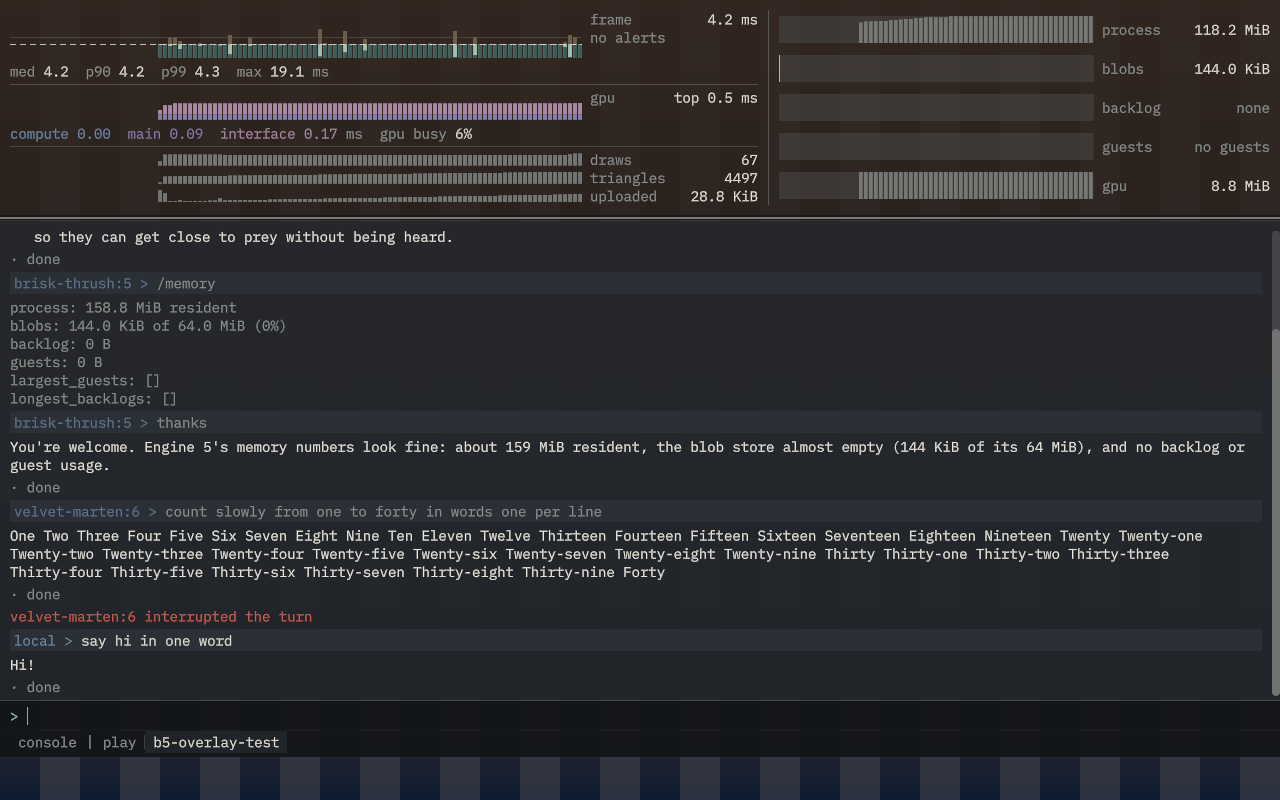 frame 4.2 ms
no alerts
med 4.2 p90 4.2 p99 4.3 max 19.1 ms
gpu top 0.5 ms
compute 0.00 main 0.09 interface 0.17 ms gpu busy 6%
draws 67
triangles 4497
uploaded 28.8 KiB
process 118.2 MiB
blobs 144.0 KiB
backlog none
guests no guests
gpu 8.8 MiB
so they can get close to prey without being heard.
· done
brisk-thrush:5 > /memory
process: 158.8 MiB resident
blobs: 144.0 KiB of 64.0 MiB (0%)
backlog: 0 B
guests: 0 B
largest_guests: []
longest_backlogs: []
brisk-thrush:5 > thanks
You're welcome. Engine 5's memory numbers look fine: about 159 MiB resident, the blob store almost empty (144 KiB of its 64 MiB), and no backlog or
guest usage.
· done
velvet-marten:6 > count slowly from one to forty in words one per line
One Two Three Four Five Six Seven Eight Nine Ten Eleven Twelve Thirteen Fourteen Fifteen Sixteen Seventeen Eighteen Nineteen Twenty Twenty-one
Twenty-two Twenty-three Twenty-four Twenty-five Twenty-six Twenty-seven Twenty-eight Twenty-nine Thirty Thirty-one Thirty-two Thirty-three
Thirty-four Thirty-five Thirty-six Thirty-seven Thirty-eight Thirty-nine Forty
· done
velvet-marten:6 interrupted the turn
local > say hi in one word
Hi!
· done
>
console | play b5-overlay-test